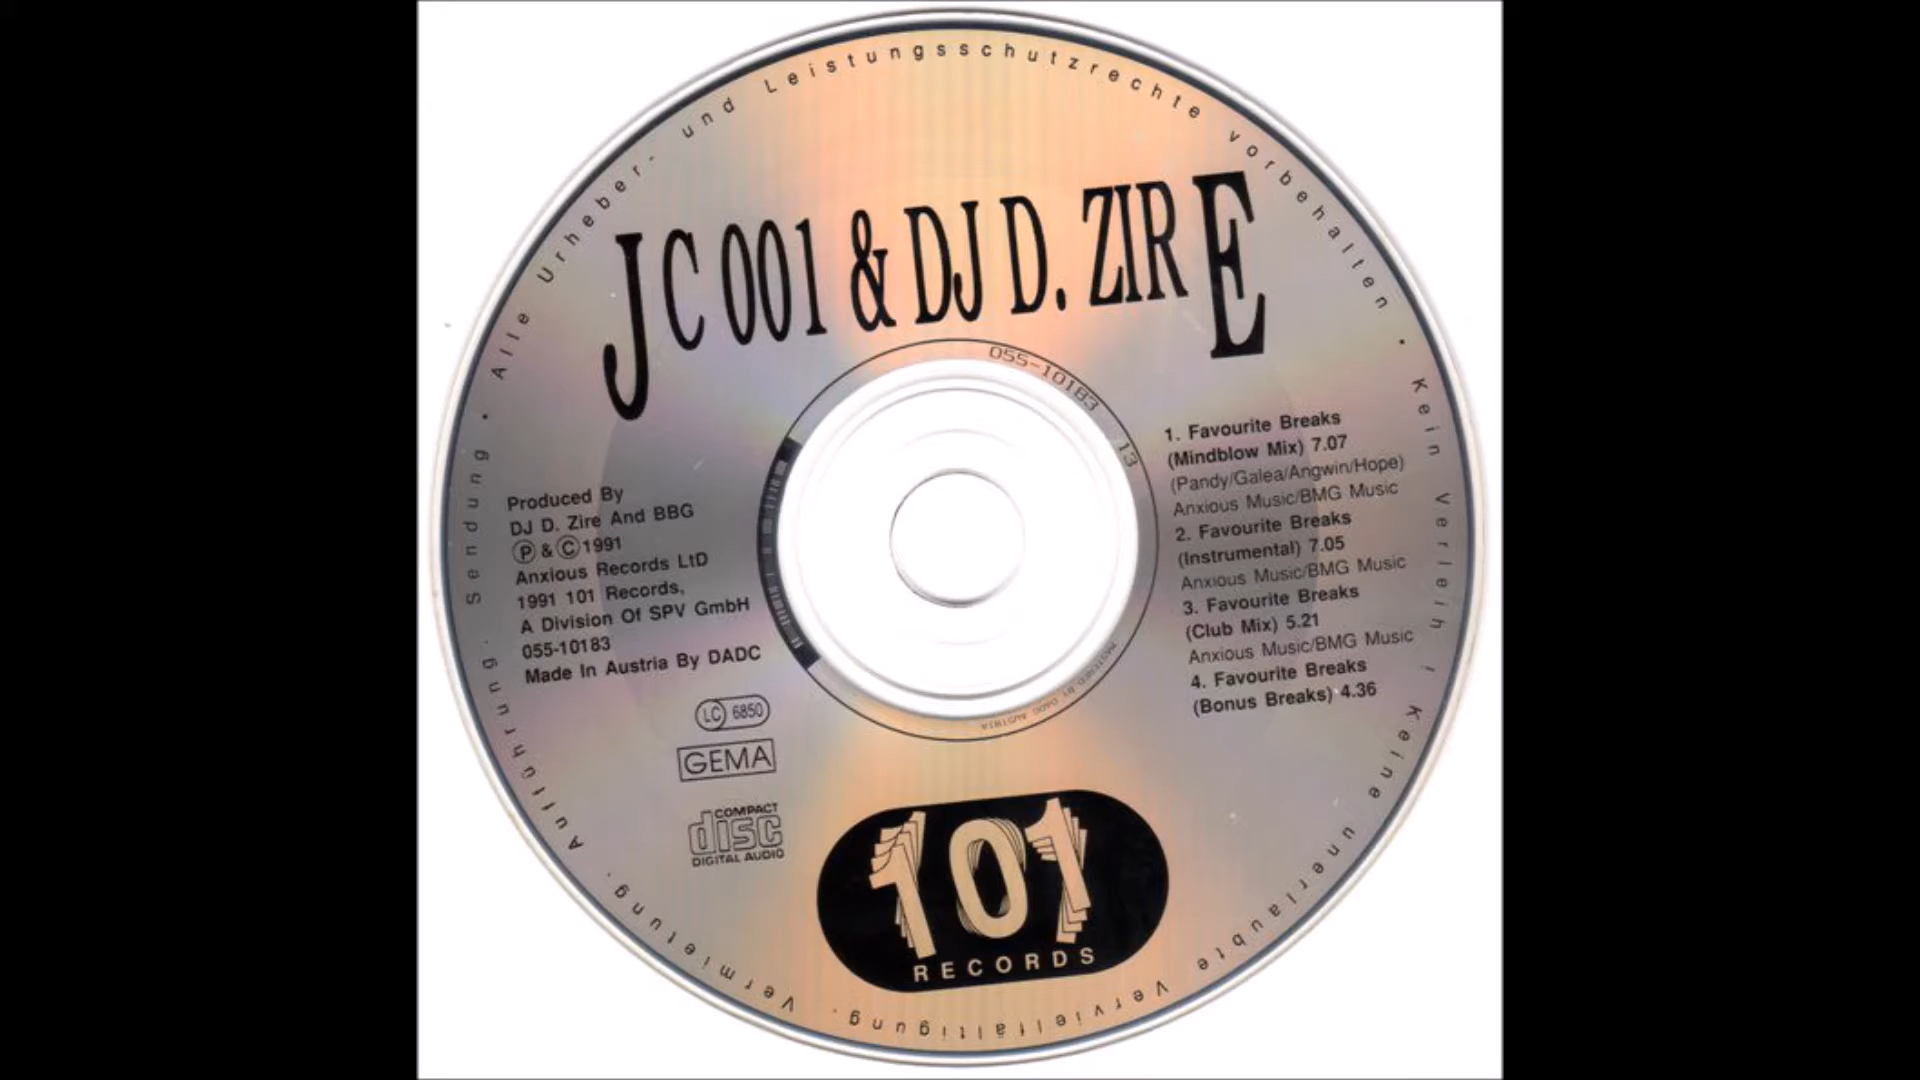 Alle Urheber- und Leistungsschutzrechte vorbehalten • Kein Verleih ! Keine unerlaubte Vervielfältigung. Vermietung. Aufführung. Sendung •
JC 001 & DJ D. ZIRE
055-10183 13
Produced By
DJ D. Zire And BBG
Ⓟ & © 1991
Anxious Records LtD
1991 101 Records,
A Division Of SPV GmbH
055-10183
Made In Austria By DADC
LC 6850
GEMA
COMPACT
disc
DIGITAL AUDIO
1. Favourite Breaks
(Mindblow Mix) 7.07
(Pandy/Galea/Angwin/Hope)
Anxious Music/BMG Music
2. Favourite Breaks
(Instrumental) 7.05
Anxious Music/BMG Music
3. Favourite Breaks
(Club Mix) 5.21
Anxious Music/BMG Music
4. Favourite Breaks
(Bonus Breaks) 4.36
MASTERED BY DADC AUSTRIA
101
RECORDS